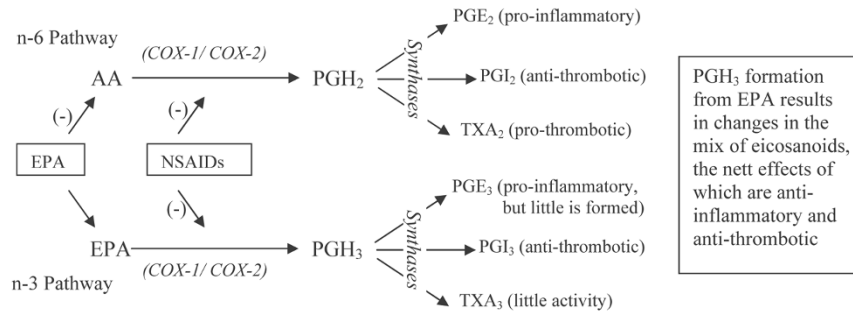 n-6 Pathway
(COX-1/ COX-2)
AA
PGH₂
Synthases
PGE₂ (pro-inflammatory)
PGI₂ (anti-thrombotic)
TXA₂ (pro-thrombotic)
(-)
(-)
EPA
NSAIDs
(-)
(-)
EPA
(COX-1/ COX-2)
n-3 Pathway
PGH₃
Synthases
PGE₃ (pro-inflammatory,
but little is formed)
PGI₃ (anti-thrombotic)
TXA₃ (little activity)
PGH₃ formation
from EPA results
in changes in the
mix of eicosanoids,
the nett effects of
which are anti-
inflammatory and
anti-thrombotic